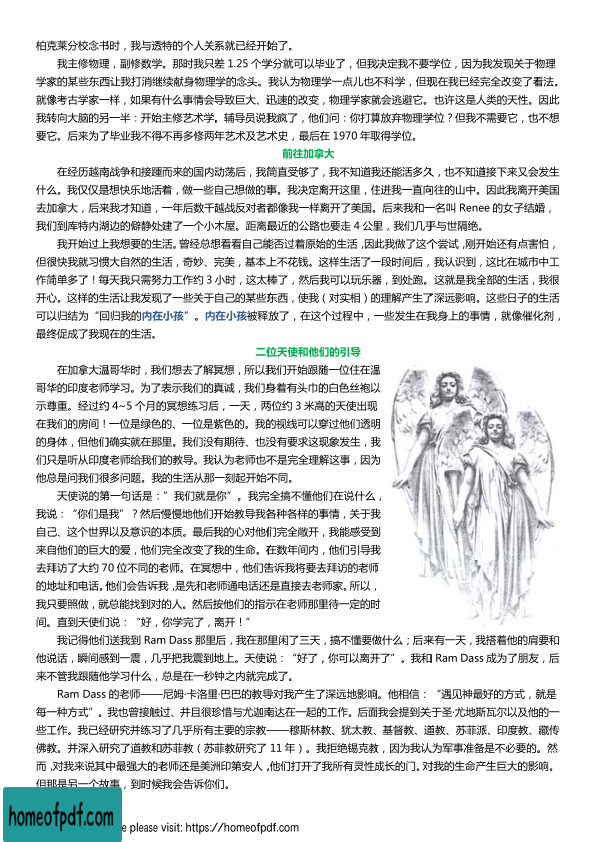 柏克莱分校念书时，我与透特的个人关系就已经开始了。
我主修物理，副修数学。那时我只差 1.25 个学分就可以毕业了，但我决定我不要学位，因为我发现关于物理
学家的某些东西让我打消继续献身物理学的念头。我认为物理学一点儿也不科学，但现在我已经完全改变了看法。
就像考古学家一样，如果有什么事情会导致巨大、迅速的改变，物理学家就会逃避它。也许这是人类的天性。因此
我转向大脑的另一半：开始主修艺术学。辅导员说我疯了，他们问：你打算放弃物理学位？但我不需要它，也不想
要它。后来为了毕业我不得不再多修两年艺术及艺术史，最后在 1970 年取得学位。
前往加拿大
在经历越南战争和接踵而来的国内动荡后，我简直受够了，我不知道我还能活多久，也不知道接下来又会发生
什么。我仅仅是想快乐地活着，做一些自己想做的事。我决定离开这里，住进我一直向往的山中。因此我离开美国
去加拿大，后来我才知道，一年后数千越战反对者都像我一样离开了美国。后来我和一名叫 Renee 的女子结婚，
我们到库特内湖边的僻静处建了一个小木屋。距离最近的公路也要走 4 公里，我们几乎与世隔绝。
我开始过上我想要的生活。曾经总想看看自己能否过着原始的生活，因此我做了这个尝试，刚开始还有点害怕，
但很快我就习惯大自然的生活，奇妙、完美，基本上不花钱。这样生活了一段时间后，我认识到，这比在城市中工
作简单多了！每天我只需努力工作约 3 小时，这太棒了，然后我可以玩乐器，到处跑。这就是我全部的生活，我很
开心。这样的生活让我发现了一些关于自己的某些东西，使我（对实相）的理解产生了深远影响。这些日子的生活
可以归结为“回归我的内在小孩”。内在小孩被释放了，在这个过程中，一些发生在我身上的事情，就像催化剂，
最终促成了我现在的生活。
二位天使和他们的引导
在加拿大温哥华时，我们想去了解冥想，所以我们开始跟随一位住在温
哥华的印度老师学习。为了表示我们的真诚，我们身着有头巾的白色丝袍以
示尊重。经过约 4~5 个月的冥想练习后，一天，两位约 3 米高的天使出现
在我们的房间！一位是绿色的、一位是紫色的。我的视线可以穿过他们透明
的身体，但他们确实就在那里。我们没有期待、也没有要求这现象发生，我
们只是听从印度老师给我们的教导。我认为老师也不是完全理解这事，因为
他总是问我们很多问题。我的生活从那一刻起开始不同。
天使说的第一句话是：”我们就是你”。我完全搞不懂他们在说什么，
我说：“你们是我”？然后慢慢地他们开始教导我各种各样的事情，关于我
自己、这个世界以及意识的本质。最后我的心对他们完全敞开，我能感受到
来自他们的巨大的爱，他们完全改变了我的生命。在数年间内，他们引导我
去拜访了大约 70 位不同的老师。在冥想中，他们告诉我将要去拜访的老师
的地址和电话。他们会告诉我，是先和老师通电话还是直接去老师家。所以，
我只要照做，就总能找到对的人。然后按他们的指示在老师那里待一定的时
间。直到天使们说：“好，你学完了，离开！”
我记得他们送我到 Ram Dass 那里后，我在那里闲了三天，搞不懂要做什么；后来有一天，我搭着他的肩要和
他说话，瞬间感到一震，几乎把我震到地上。天使说：“好了，你可以离开了”。我和 Ram Dass 成为了朋友，后
来不管我跟随他学习什么，总是在一秒钟之内就完成了。
Ram Dass 的老师——尼姆·卡洛里·巴巴的教导对我产生了深远地影响。他相信：“遇见神最好的方式，就是
每一种方式”。我也曾接触过、并且很珍惜与尤迦南达在一起的工作。后面我会提到关于圣·尤地斯瓦尔以及他的一
些工作。我已经研究并练习了几乎所有主要的宗教——穆斯林教、犹太教、基督教、道教、苏菲派、印度教、藏传
佛教。并深入研究了道教和苏菲教（苏菲教研究了 11 年）。我拒绝锡克教，因为我认为军事准备是不必要的。然
而，对我来说其中最强大的老师还是美洲印第安人，他们打开了我所有灵性成长的门。对我的生命产生巨大的影响。
但那是另一个故事，到时候我会告诉你们。
homeofpdf.com
e please visit: https://homeofpdf.com